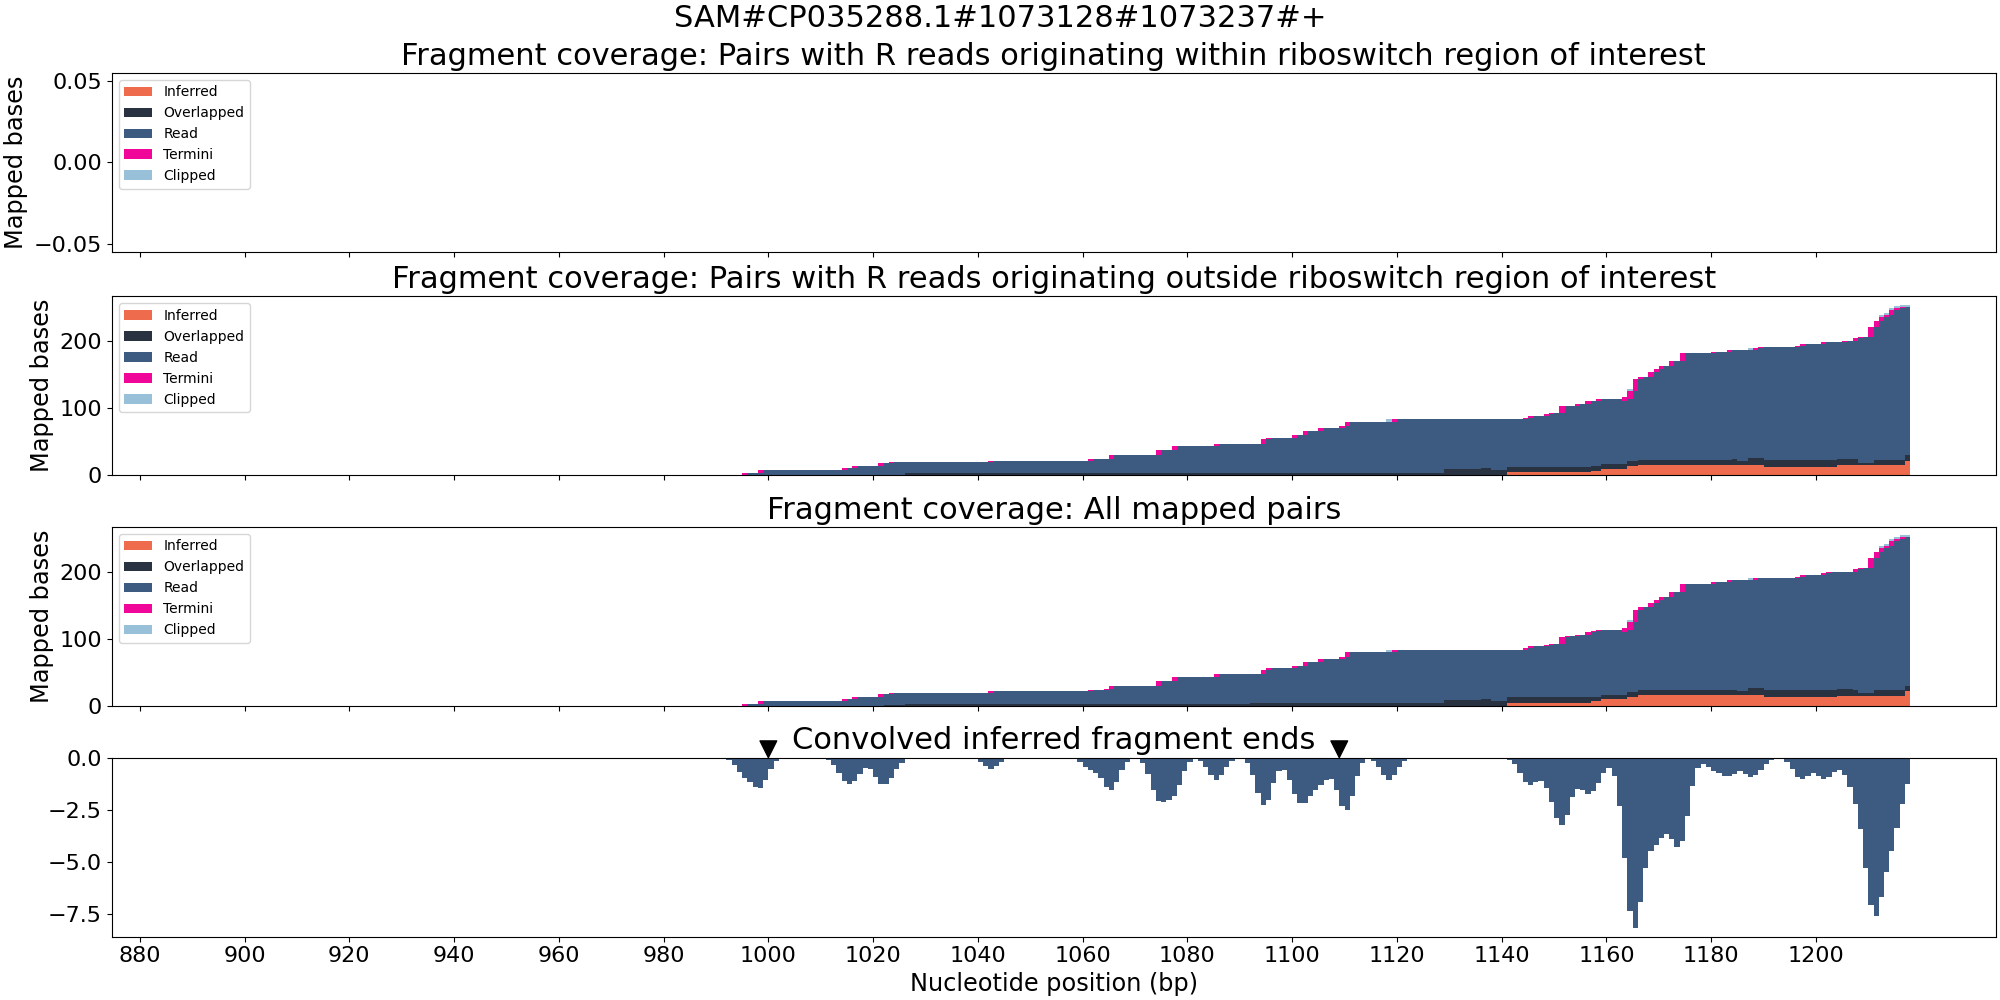 SAM#CP035288.1#1073128#1073237#+
Fragment coverage: Pairs with R reads originating within riboswitch region of interest
Mapped bases
0.05
0.00
−0.05
Inferred
Overlapped
Read
Termini
Clipped
Fragment coverage: Pairs with R reads originating outside riboswitch region of interest
Mapped bases
200
100
0
Inferred
Overlapped
Read
Termini
Clipped
Fragment coverage: All mapped pairs
Mapped bases
200
100
0
Inferred
Overlapped
Read
Termini
Clipped
Convolved inferred fragment ends
0.0
−2.5
−5.0
−7.5
880 900 920 940 960 980 1000 1020 1040 1060 1080 1100 1120 1140 1160 1180 1200
Nucleotide position (bp)